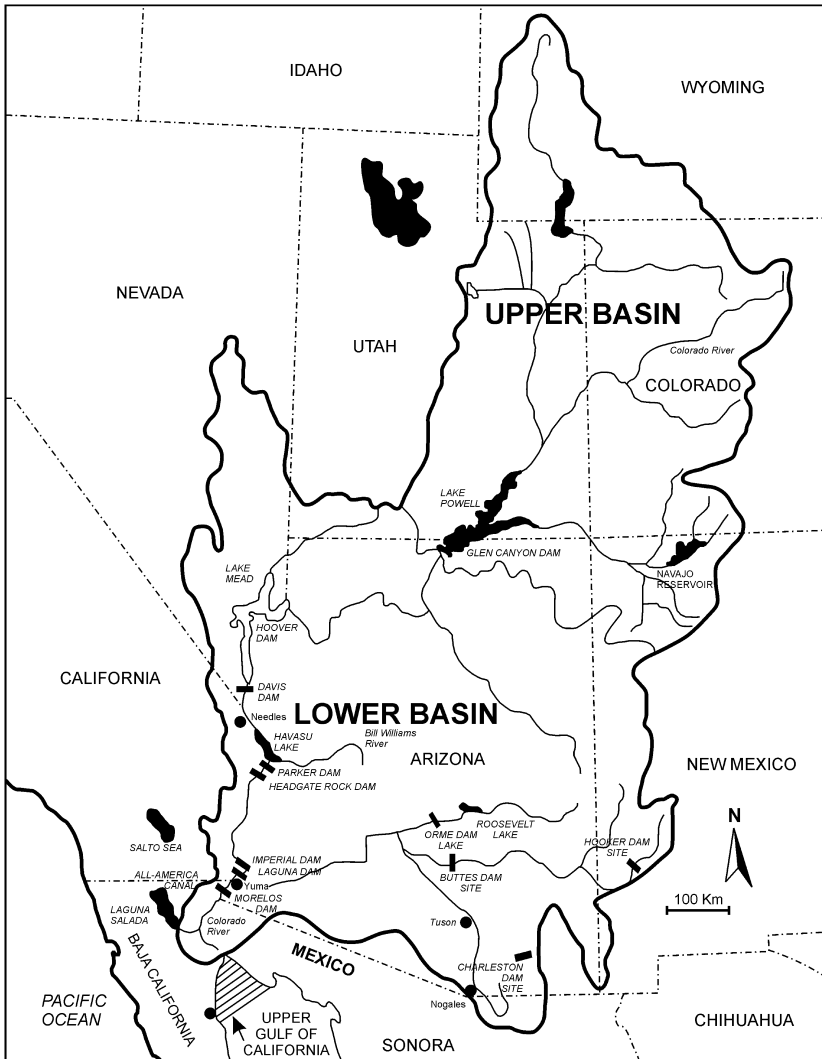 IDAHO
WYOMING
NEVADA
UTAH
UPPER BASIN
Colorado River
COLORADO
LAKE
POWELL
GLEN CANYON DAM
NAVAJO
RESERVOIR
LAKE
MEAD
HOOVER
DAM
CALIFORNIA
DAVIS
DAM
Needles
LOWER BASIN
HAVASU
LAKE
Bill Williams
River
ARIZONA
PARKER DAM
HEADGATE ROCK DAM
NEW MEXICO
N
100 Km
SALTO SEA
ROOSEVELT
LAKE
ORME DAM
LAKE
HOOKER DAM
SITE
IMPERIAL DAM
LAGUNA DAM
ALL-AMERICA
CANAL
Yuma
MORELOS
DAM
BUTTES DAM
SITE
LAGUNA
SALADA
Colorado
River
Tuson
MEXICO
CHARLESTON
DAM
SITE
Nogales
BAJA CALIFORNIA
PACIFIC
OCEAN
UPPER
GULF OF
CALIFORNIA
SONORA
CHIHUAHUA